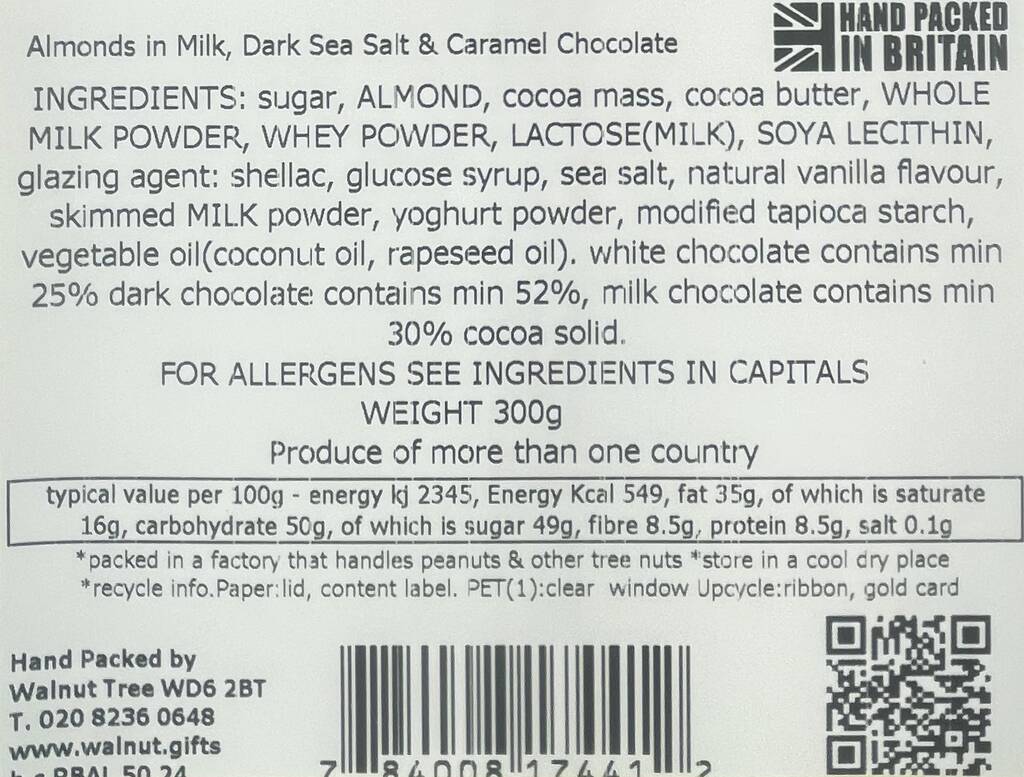 HAND PACKED
IN BRITAIN
Almonds in Milk, Dark Sea Salt & Caramel Chocolate
INGREDIENTS: sugar, ALMOND, cocoa mass, cocoa butter, WHOLE
MILK POWDER, WHEY POWDER, LACTOSE(MILK), SOYA LECITHIN,
glazing agent: shellac, glucose syrup, sea salt, natural vanilla flavour,
skimmed MILK powder, yoghurt powder, modified tapioca starch,
vegetable oil(coconut oil, rapeseed oil). white chocolate contains min
25% dark chocolate contains min 52%, milk chocolate contains min
30% cocoa solid.
FOR ALLERGENS SEE INGREDIENTS IN CAPITALS
WEIGHT 300g
Produce of more than one country
typical value per 100g - energy kj 2345, Energy Kcal 549, fat 35g, of which is saturate
16g, carbohydrate 50g, of which is sugar 49g, fibre 8.5g, protein 8.5g, salt 0.1g
*packed in a factory that handles peanuts & other tree nuts *store in a cool dry place
*recycle info.Paper:lid, content label. PET(1):clear window Upcycle:ribbon, gold card
Hand Packed by
Walnut Tree WD6 2BT
T. 020 8236 0648
www.walnut.gifts
50 24
7 84008 17441 2